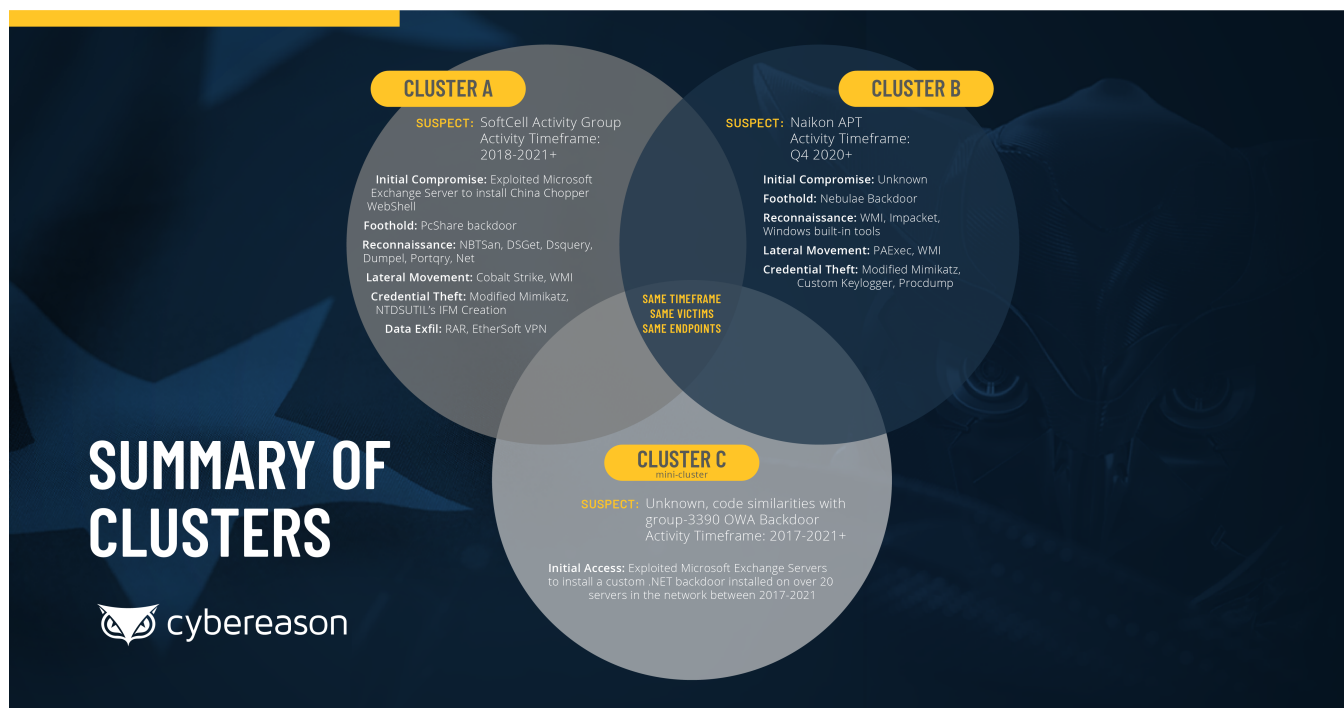 CLUSTER A
SUSPECT: SoftCell Activity Group
Activity Timeframe:
2018-2021+
Initial Compromise: Exploited Microsoft
Exchange Server to install China Chopper
WebShell
Foothold: PcShare backdoor
Reconnaissance: NBTSan, DSGet, Dsquery,
Dumpel, Portqry, Net
Lateral Movement: Cobalt Strike, WMI
Credential Theft: Modified Mimikatz,
NTDSUTIL's IFM Creation
Data Exfil: RAR, EtherSoft VPN
CLUSTER B
SUSPECT: Naikon APT
Activity Timeframe:
Q4 2020+
Initial Compromise: Unknown
Foothold: Nebulae Backdoor
Reconnaissance: WMI, Impacket,
Windows built-in tools
Lateral Movement: PAExec, WMI
Credential Theft: Modified Mimikatz,
Custom Keylogger, Procdump
SAME TIMEFRAME
SAME VICTIMS
SAME ENDPOINTS
CLUSTER C
mini-cluster
SUSPECT: Unknown, code similarities with
group-3390 OWA Backdoor
Activity Timeframe: 2017-2021+
Initial Access: Exploited Microsoft Exchange Servers
to install a custom .NET backdoor installed on over 20
servers in the network between 2017-2021
SUMMARY OF
CLUSTERS
cybereason